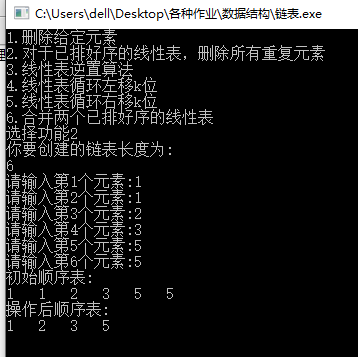 C:\Users\dell\Desktop\各种作业\数据结构\链表.exe
1.删除给定元素
2.对于已排好序的线性表，删除所有重复元素
3.线性表逆置算法
4.线性表循环左移k位
5.线性表循环右移k位
6.合并两个已排好序的线性表
选择功能2
你要创建的链表长度为:
6
请输入第1个元素:1
请输入第2个元素:1
请输入第3个元素:2
请输入第4个元素:3
请输入第5个元素:5
请输入第6个元素:5
初始顺序表:
1 1 2 3 5 5
操作后顺序表:
1 2 3 5